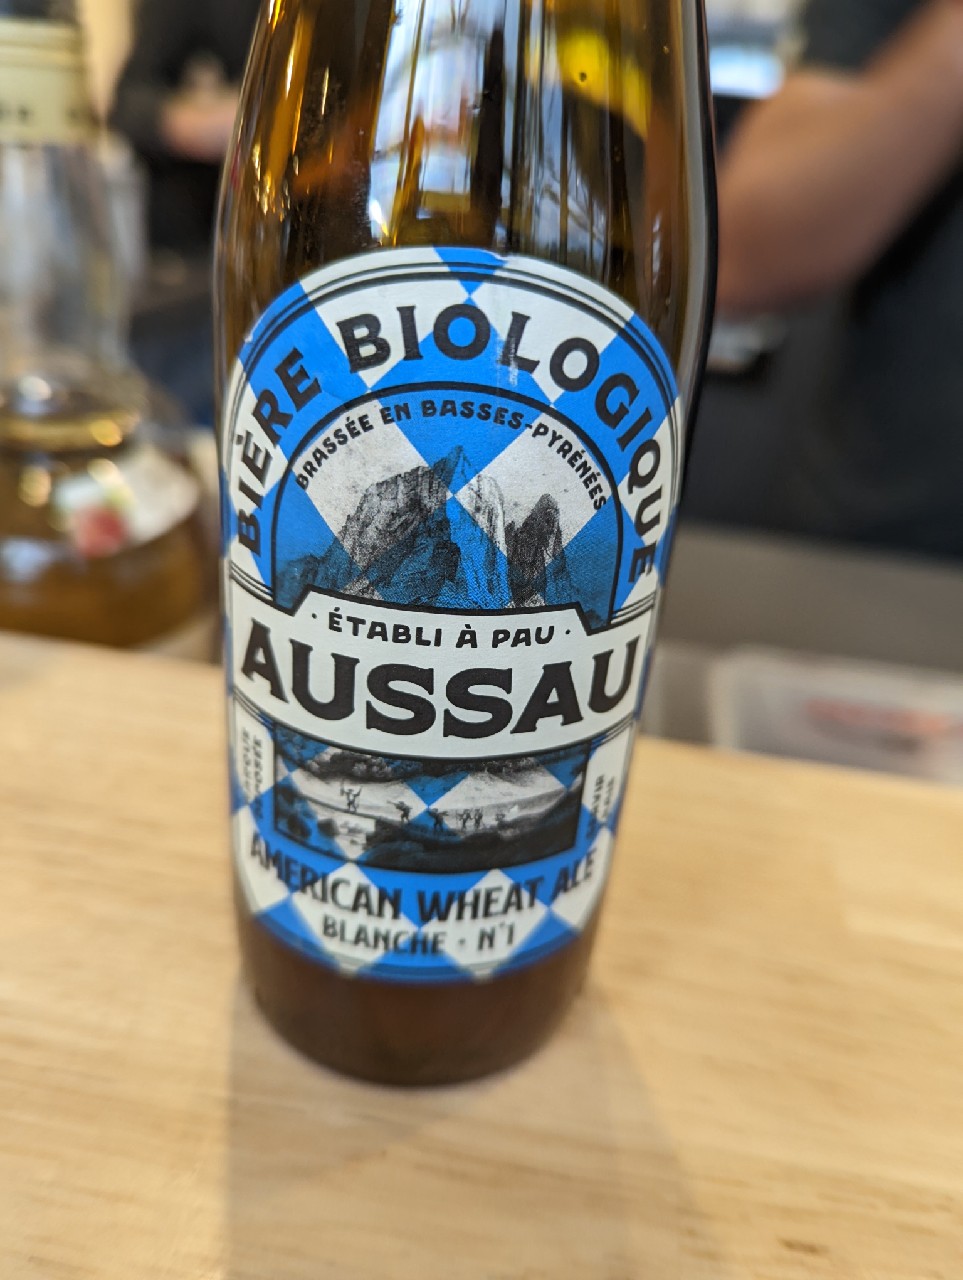 BIÈRE BIOLOGIQUE
BRASSÉE EN BASSES-PYRÉNÉES
· ÉTABLI À PAU ·
AUSSAU
AMERICAN WHEAT ALE
BLANCHE · N°1